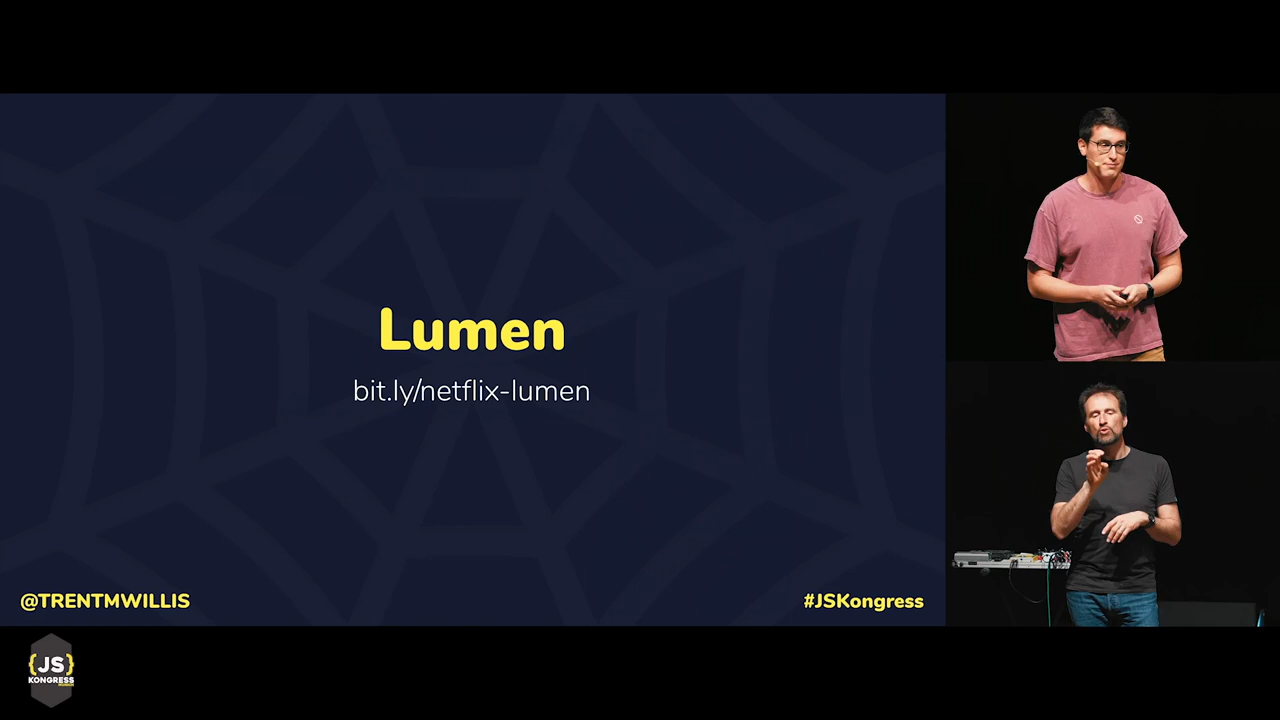 Lumen
bit.ly/netflix-lumen
@TRENTMWILLIS
#JSKongress
{JS}
KONGRESS